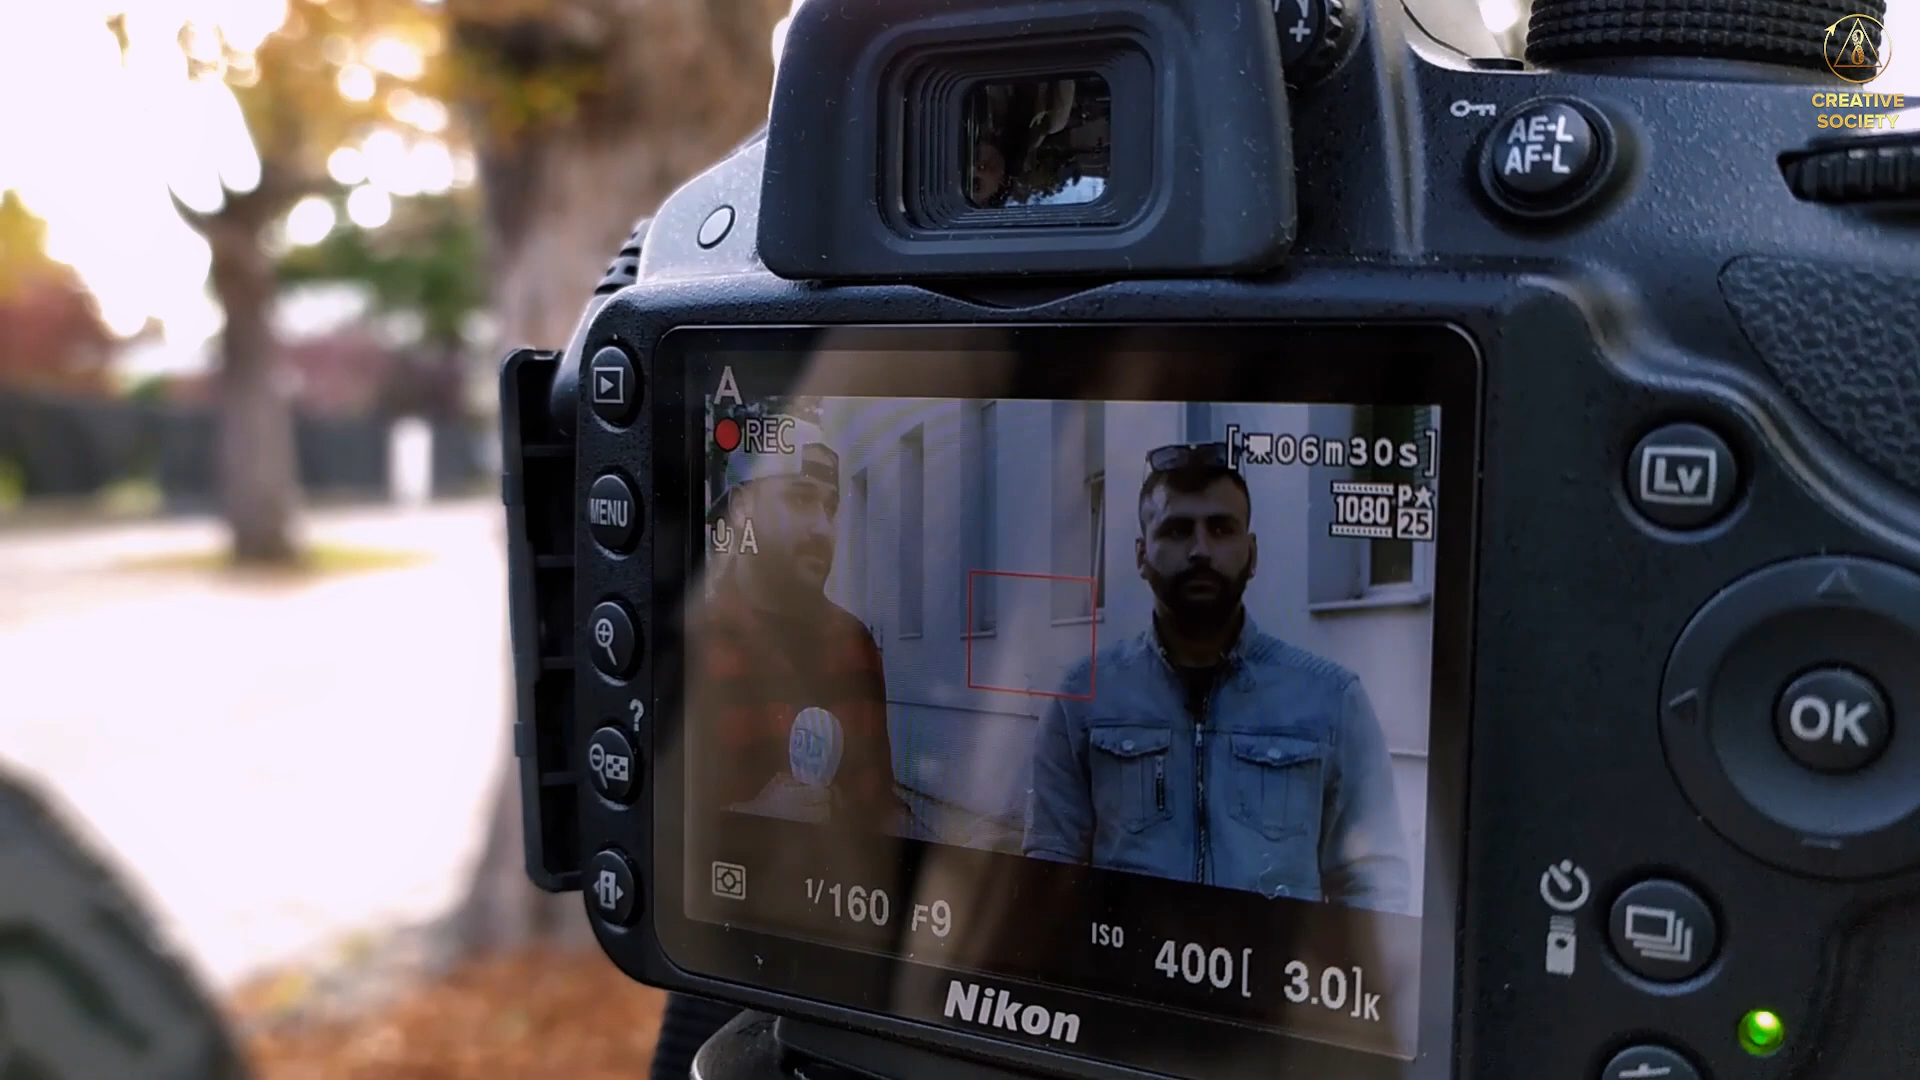 CREATIVE
SOCIETY
AE-L
AF-L
A
REC
[06m30s]
1080 P★
25
A
MENU
Lv
?
OK
1/160 F9
ISO 400[ 3.0]K
Nikon